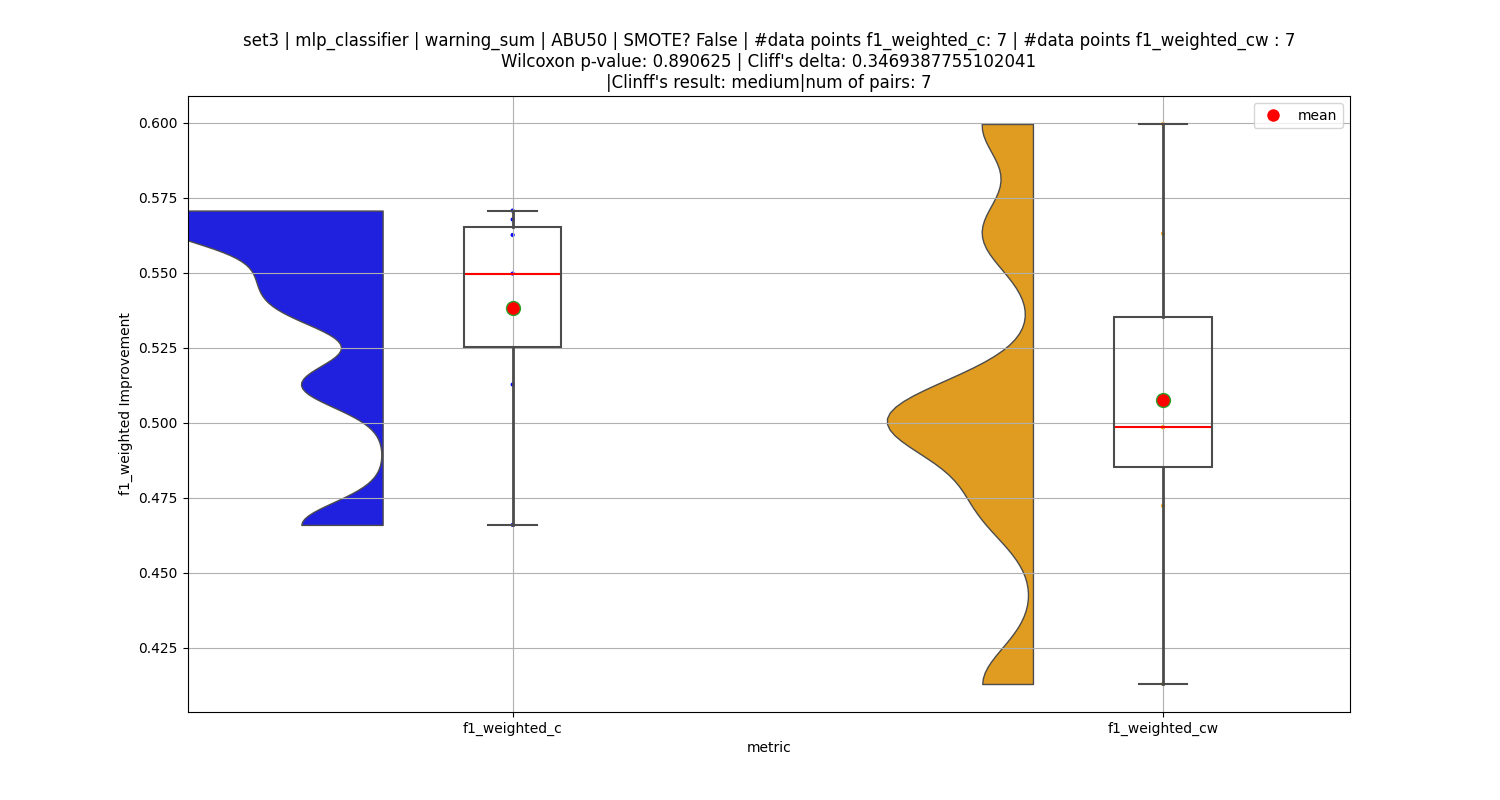 set3 | mlp_classifier | warning_sum | ABU50 | SMOTE? False | #data points f1_weighted_c: 7 | #data points f1_weighted_cw : 7
Wilcoxon p-value: 0.890625 | Cliff's delta: 0.3469387755102041
|Clinff's result: medium|num of pairs: 7
mean
f1_weighted Improvement
0.600
0.575
0.550
0.525
0.500
0.475
0.450
0.425
f1_weighted_c
f1_weighted_cw
metric